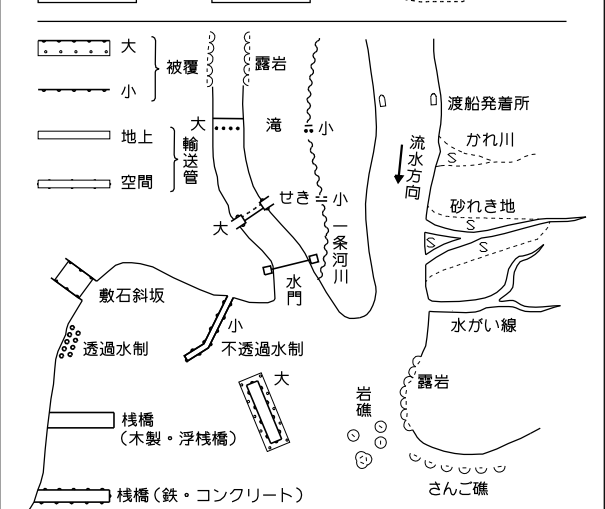 大
小
被覆
露岩
渡船発着所
大
滝
小
地上
輸送管
流水方向
かれ川
S
空間
せき
小
砂れき地
S
大
S
一条河川
敷石斜坂
水門
小
透過水制
不透過水制
水がい線
大
露岩
岩礁
桟橋
（木製・浮桟橋）
桟橋（鉄・コンクリート）
さんご礁